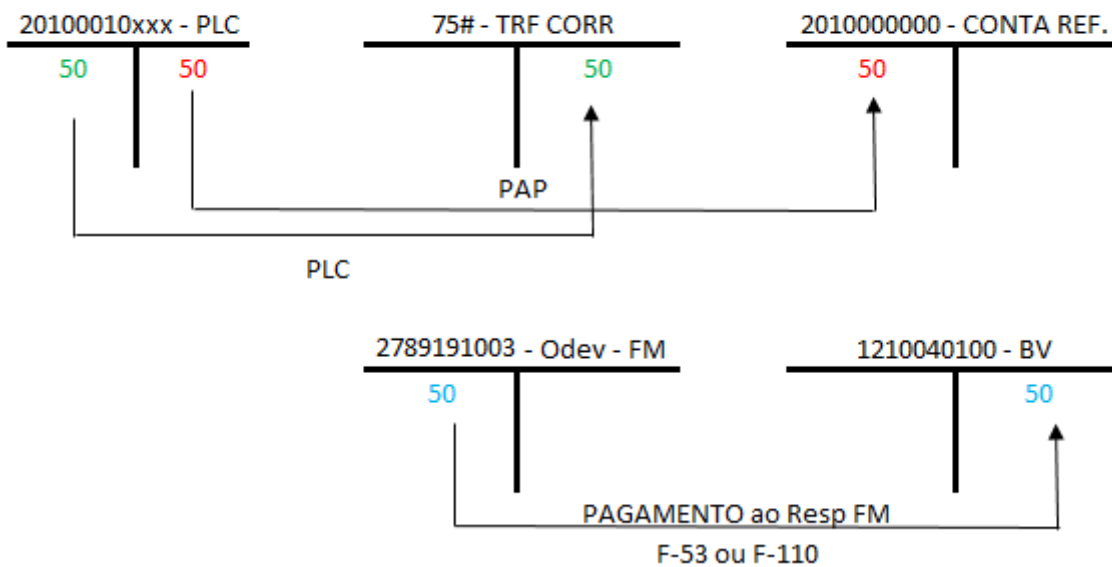 20100010xxx - PLC
75# - TRF CORR
2010000000 - CONTA REF.
50
50
50
50
PAP
PLC
2789191003 - Odev - FM
1210040100 - BV
50
50
PAGAMENTO ao Resp FM
F-53 ou F-110